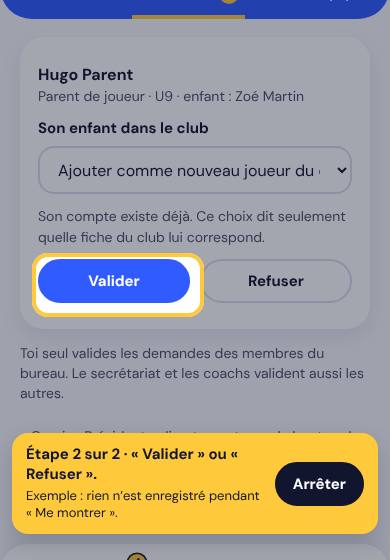 Hugo Parent
Parent de joueur · U9 · enfant : Zoé Martin
Son enfant dans le club
Ajouter comme nouveau joueur du
Son compte existe déjà. Ce choix dit seulement
quelle fiche du club lui correspond.
Valider
Refuser
Toi seul valides les demandes des membres du
bureau. Le secrétariat et les coachs valident aussi les
autres.
Étape 2 sur 2 · « Valider » ou «
Refuser ».
Exemple : rien n’est enregistré pendant
« Me montrer ».
Arrêter